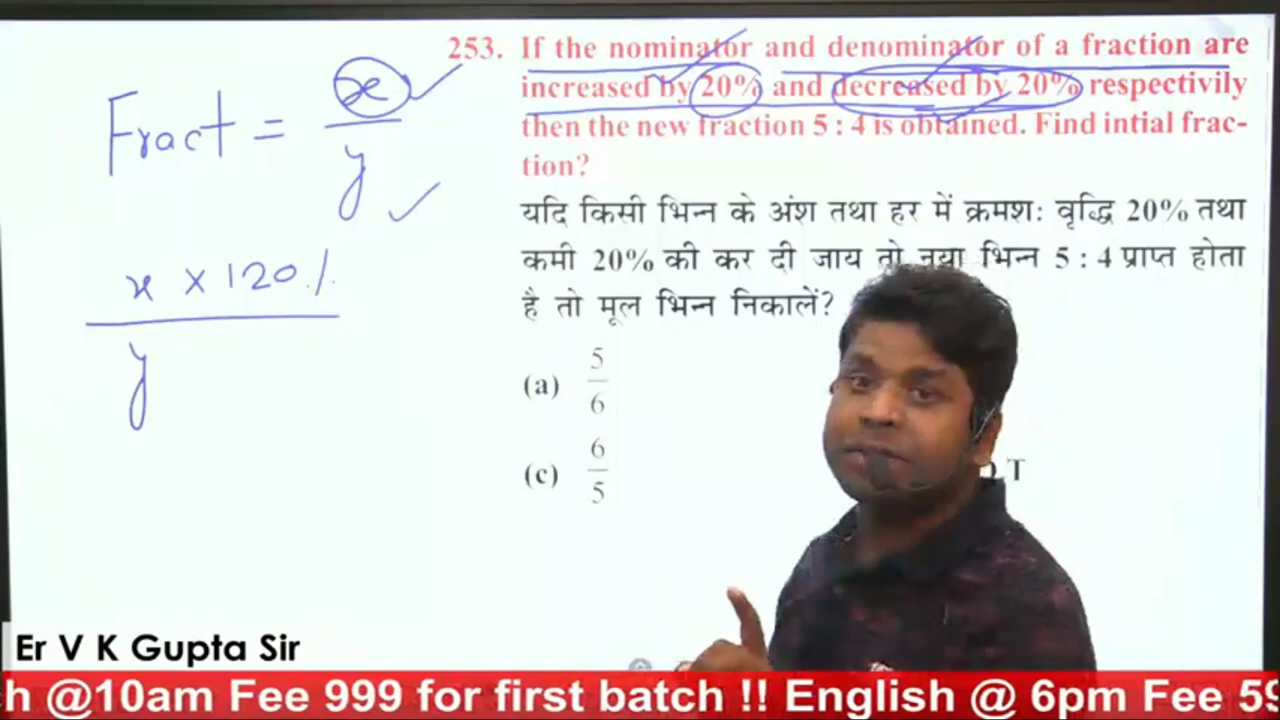 253. If the nominator and denominator of a fraction are
increased by 20% and decreased by 20% respectivily
then the new fraction 5 : 4 is obtained. Find intial frac-
tion?
यदि किसी भिन्न के अंश तथा हर में क्रमश: वृद्धि 20% तथा
कमी 20% की कर दी जाय तो नया भिन्न 5 : 4 प्राप्त होता
है तो मूल भिन्न निकालें?
(a) 5/6
(c) 6/5
T
Fract = x/y
x × 120%
y
Er V K Gupta Sir
h @10am Fee 999 for first batch !! English @ 6pm Fee 59